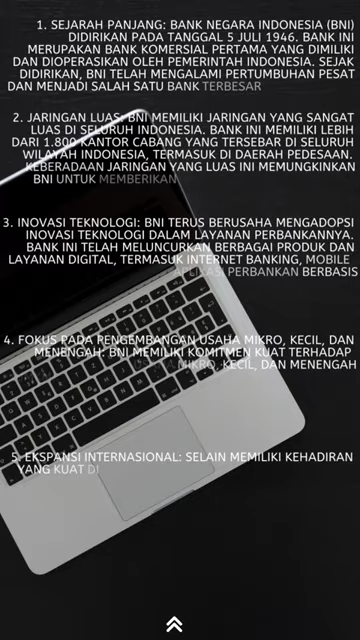 1. SEJARAH PANJANG: BANK NEGARA INDONESIA (BNI)
DIDIRIKAN PADA TANGGAL 5 JULI 1946. BANK INI
MERUPAKAN BANK KOMERSIAL PERTAMA YANG DIMILIKI
DAN DIOPERASIKAN OLEH PEMERINTAH INDONESIA. SEJAK
DIDIRIKAN, BNI TELAH MENGALAMI PERTUMBUHAN PESAT
DAN MENJADI SALAH SATU BANK TERBESAR
2. JARINGAN LUAS: BNI MEMILIKI JARINGAN YANG SANGAT
LUAS DI SELURUH INDONESIA. BANK INI MEMILIKI LEBIH
DARI 1.800 KANTOR CABANG YANG TERSEBAR DI SELURUH
WILAYAH INDONESIA, TERMASUK DI DAERAH PEDESAAN.
KEBERADAAN JARINGAN YANG LUAS INI MEMUNGKINKAN
BNI UNTUK MEMBERIKAN
3. INOVASI TEKNOLOGI: BNI TERUS BERUSAHA MENGADOPSI
INOVASI TEKNOLOGI DALAM LAYANAN PERBANKANNYA.
BANK INI TELAH MELUNCURKAN BERBAGAI PRODUK DAN
LAYANAN DIGITAL, TERMASUK INTERNET BANKING, MOBILE
APLIKASI PERBANKAN BERBASIS
4. FOKUS PADA PENGEMBANGAN USAHA MIKRO, KECIL, DAN
MENENGAH: BNI MEMILIKI KOMITMEN KUAT TERHADAP
MIKRO, KECIL, DAN MENENGAH
5. EKSPANSI INTERNASIONAL: SELAIN MEMILIKI KEHADIRAN
YANG KUAT DI